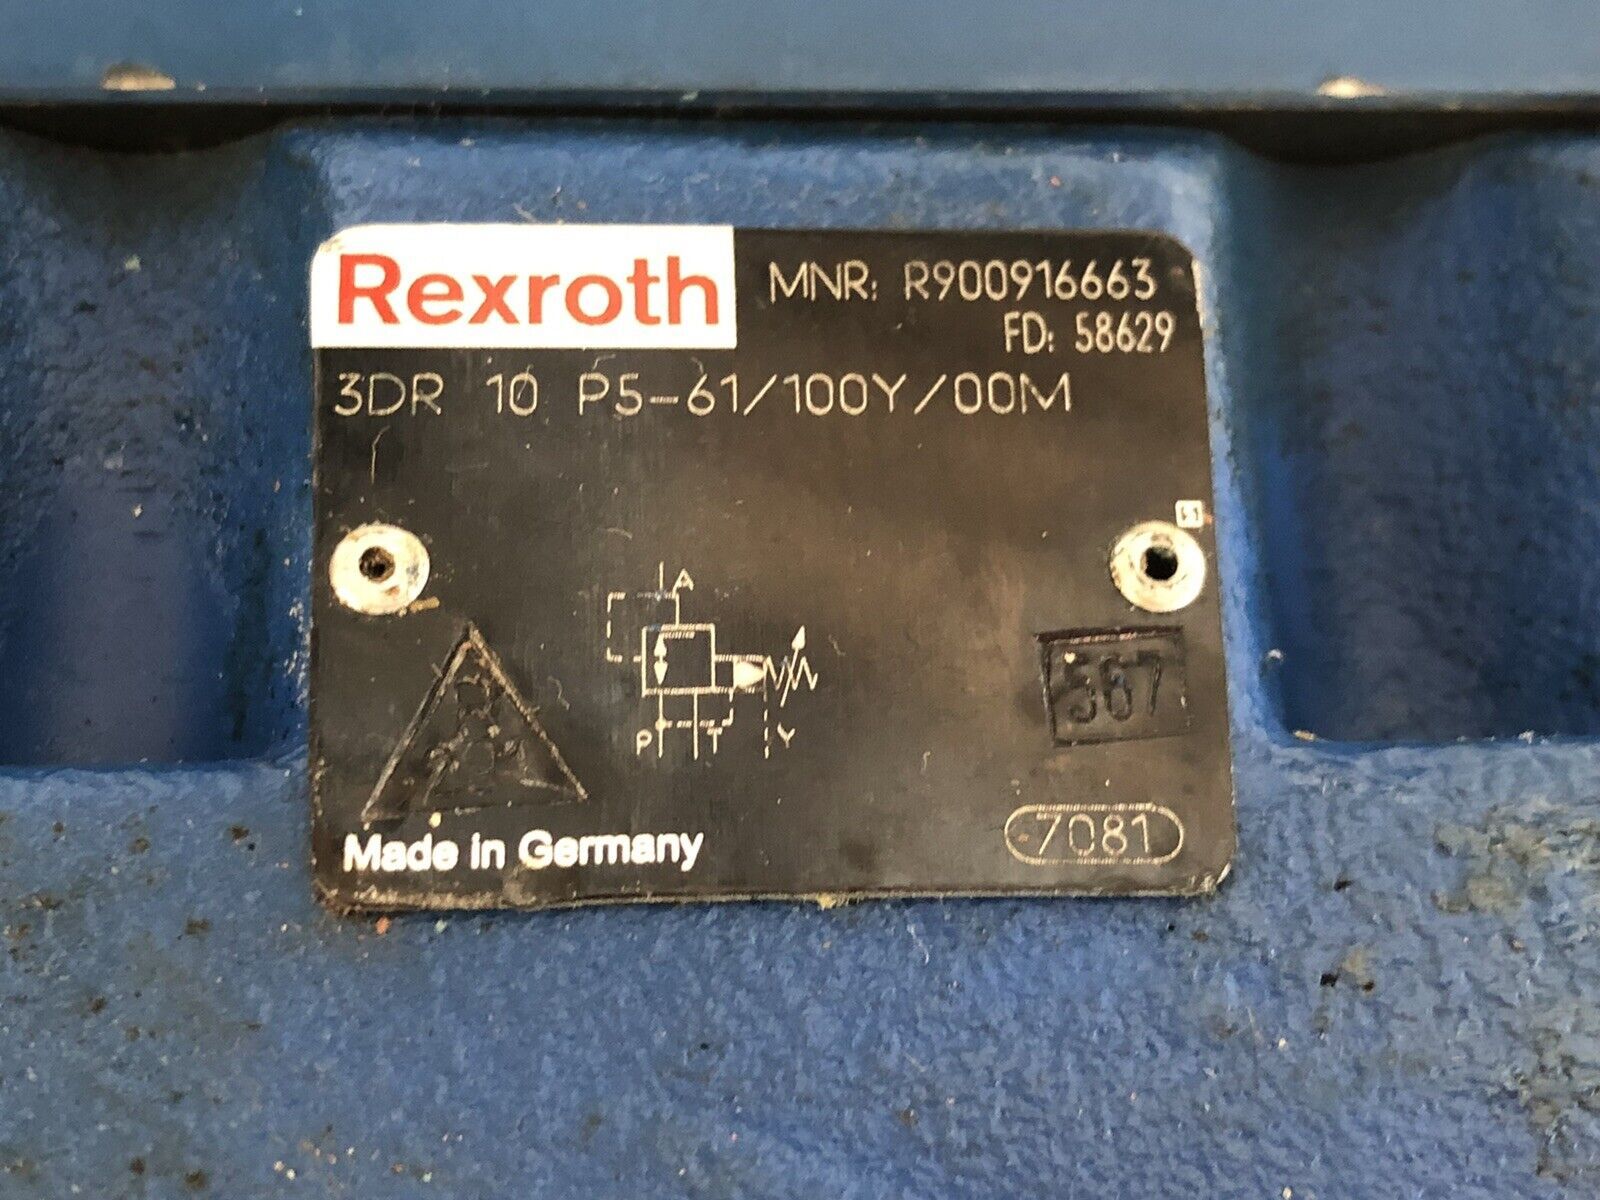 Rexroth
MNR: R900916663
FD: 58629
3DR 10 P5-61/100Y/00M
A
P T Y
567
7081
Made in Germany